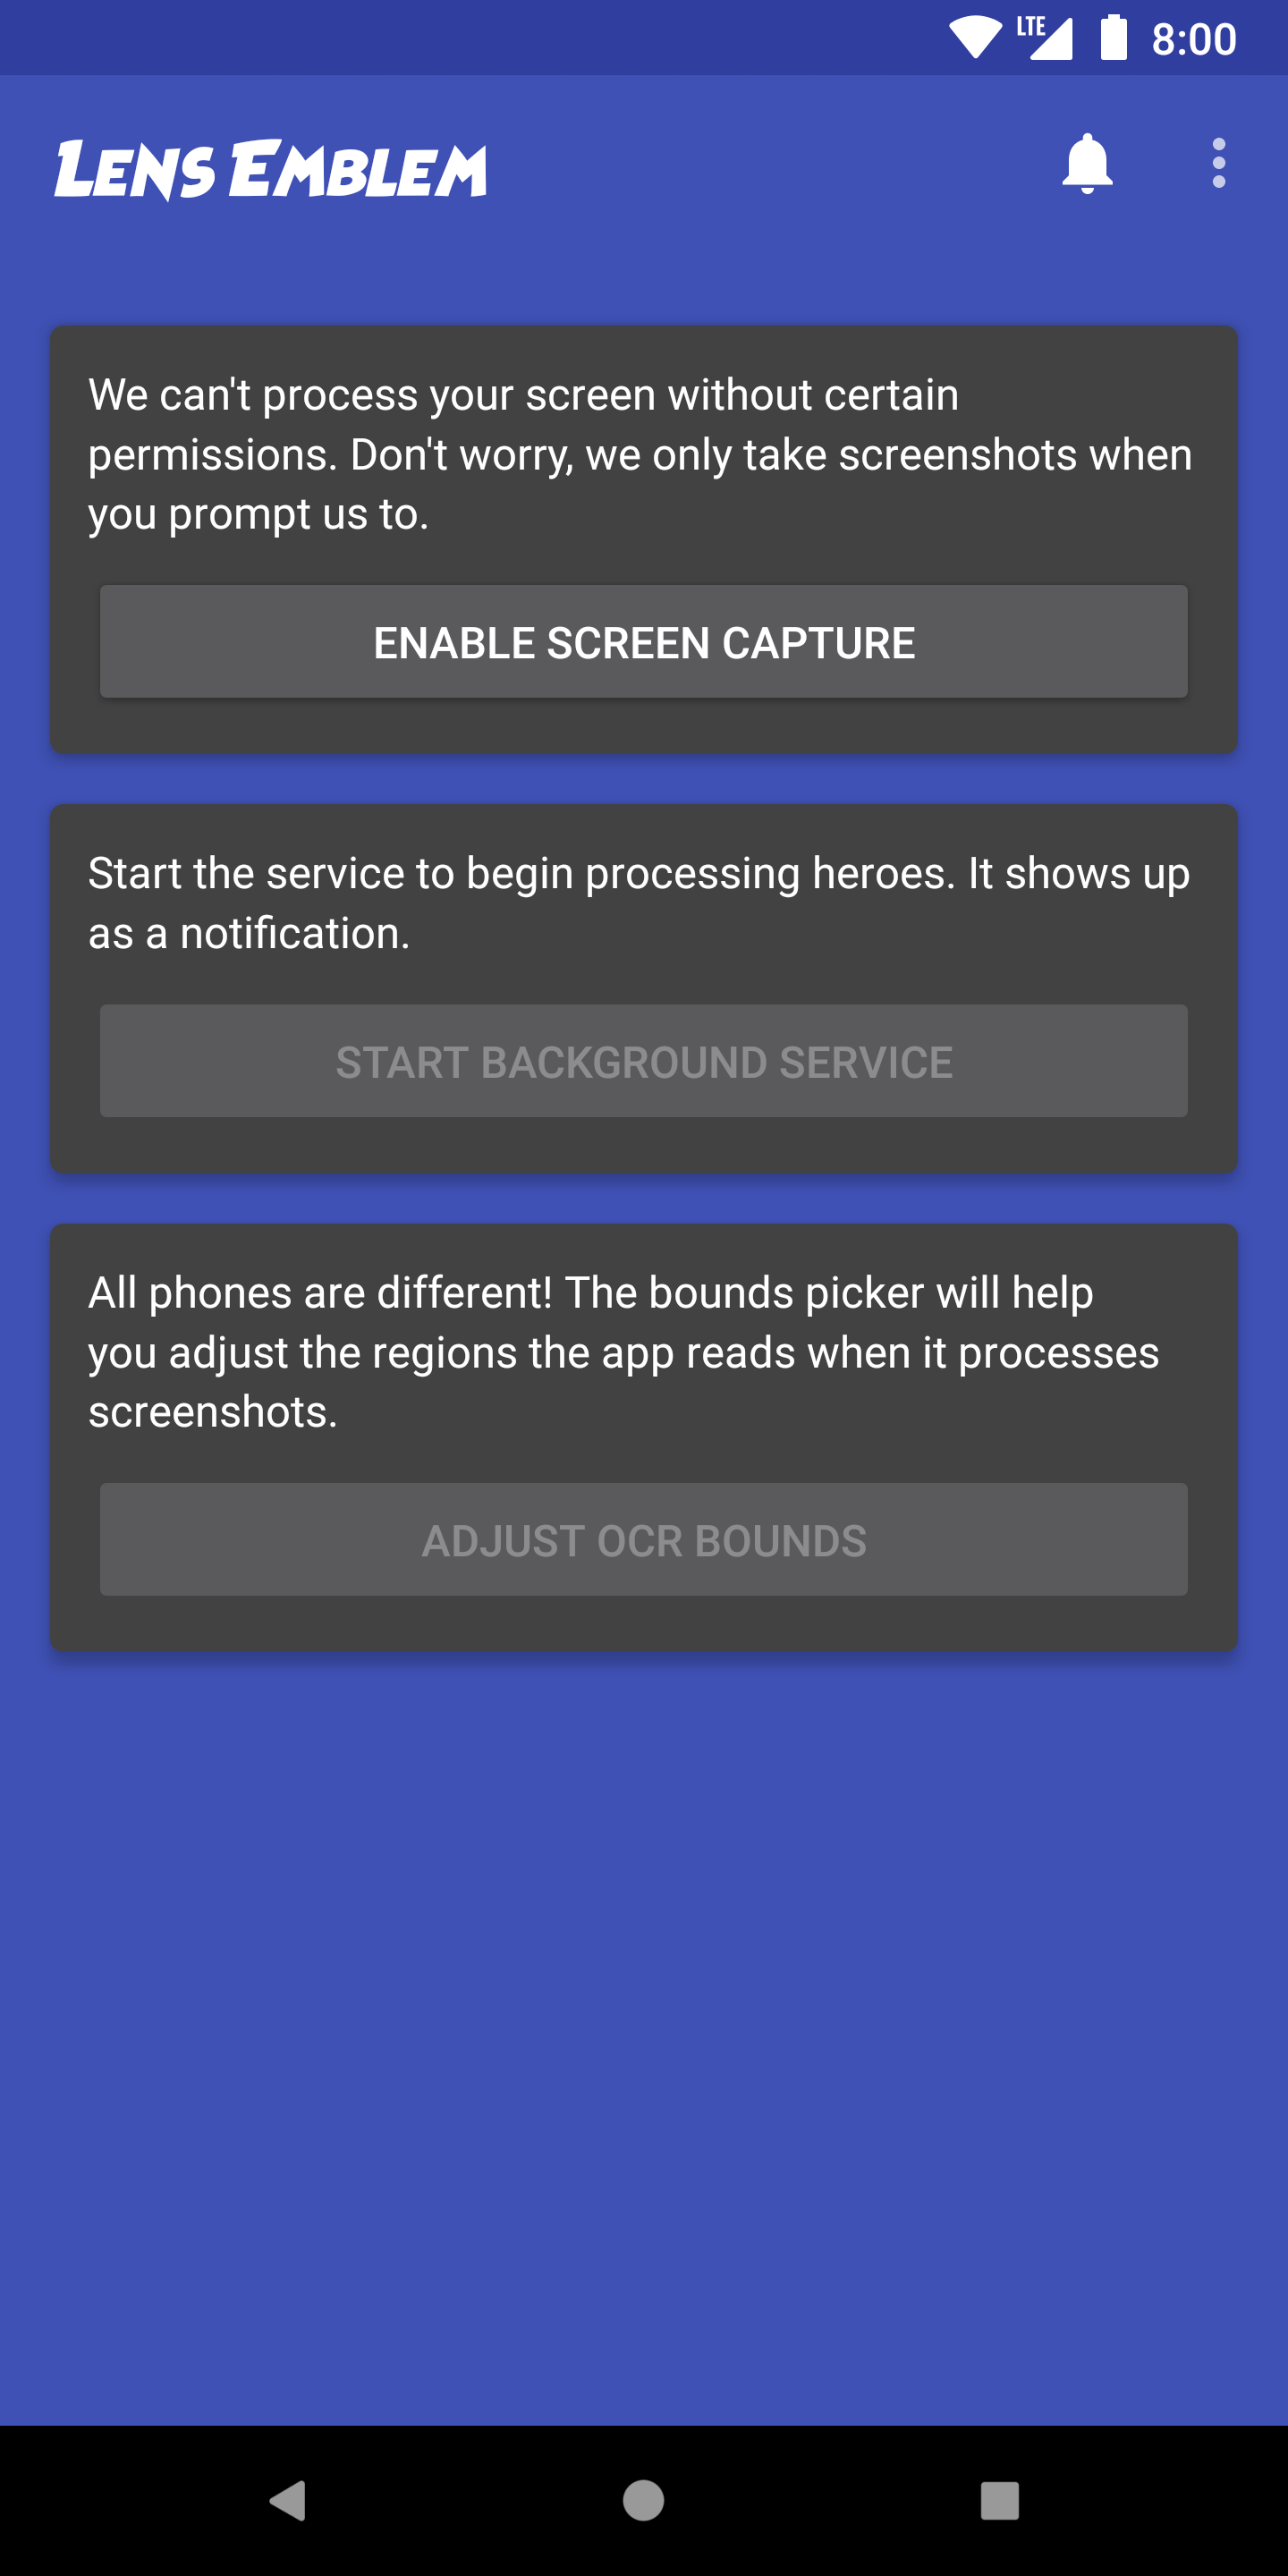 LTE 8:00
LENS EMBLEM
We can't process your screen without certain
permissions. Don't worry, we only take screenshots when
you prompt us to.
ENABLE SCREEN CAPTURE
Start the service to begin processing heroes. It shows up
as a notification.
START BACKGROUND SERVICE
All phones are different! The bounds picker will help
you adjust the regions the app reads when it processes
screenshots.
ADJUST OCR BOUNDS